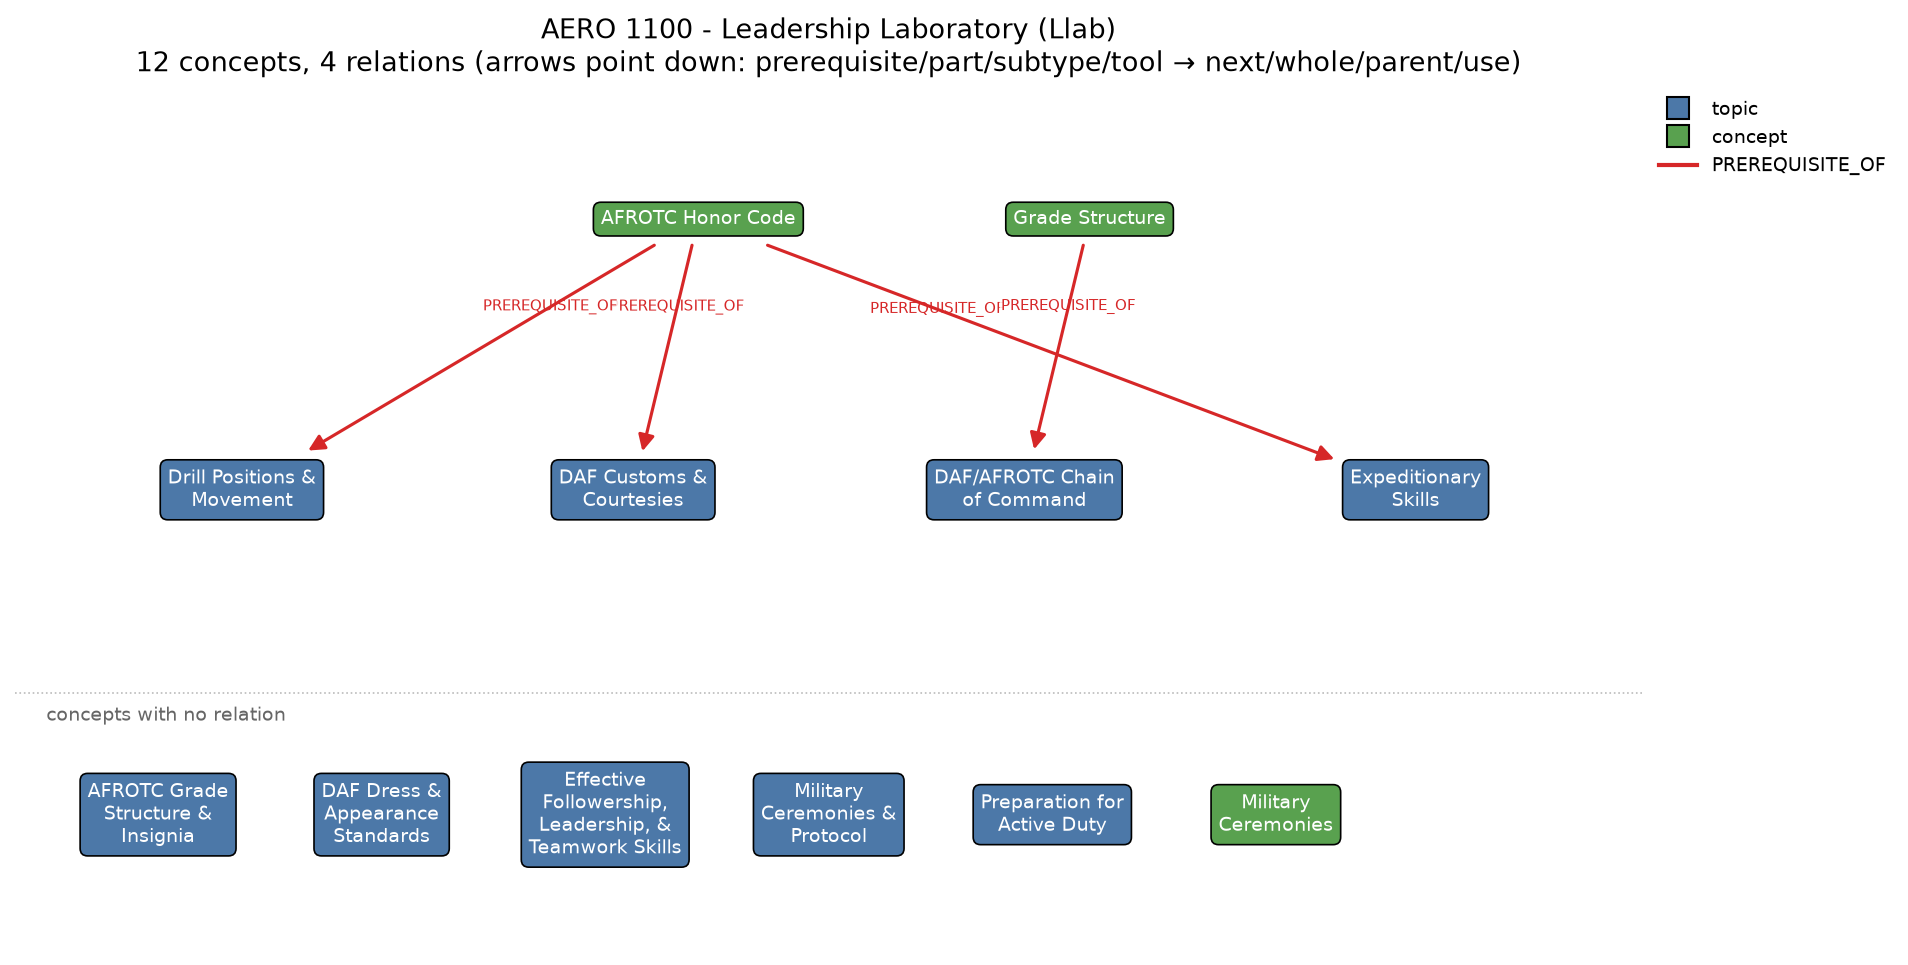 AERO 1100 - Leadership Laboratory (Llab)
12 concepts, 4 relations (arrows point down: prerequisite/part/subtype/tool → next/whole/parent/use)
topic
concept
PREREQUISITE_OF
AFROTC Honor Code
Grade Structure
PREREQUISITE_OF
REREQUISITE_OF
PREREQUISITE_OF
PREREQUISITE_OF
Drill Positions &
Movement
DAF Customs &
Courtesies
DAF/AFROTC Chain
of Command
Expeditionary
Skills
concepts with no relation
AFROTC Grade
Structure &
Insignia
DAF Dress &
Appearance
Standards
Effective
Followership,
Leadership, &
Teamwork Skills
Military
Ceremonies &
Protocol
Preparation for
Active Duty
Military
Ceremonies